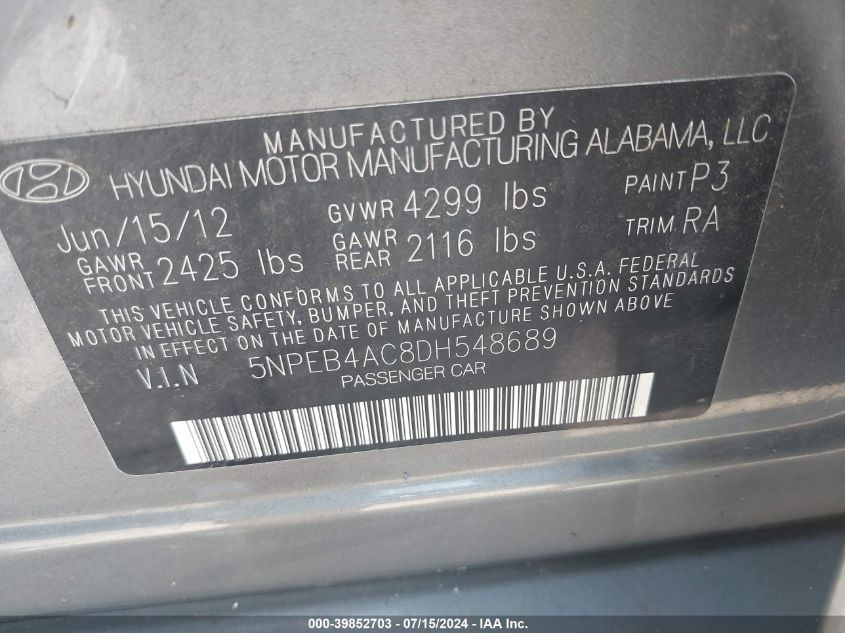 MANUFACTURED BY
HYUNDAI MOTOR MANUFACTURING ALABAMA, LLC
Jun/15/12 GVWR 4299 lbs PAINT P3
GAWR FRONT 2425 lbs GAWR REAR 2116 lbs TRIM. RA
THIS VEHICLE CONFORMS TO ALL APPLICABLE U.S.A. FEDERAL
MOTOR VEHICLE SAFETY, BUMPER, AND THEFT PREVENTION STANDARDS
IN EFFECT ON THE DATE OF MANUFACTURE SHOWN ABOVE
V.I.N 5NPEB4AC8DH548689
PASSENGER CAR
000-39852703 - 07/15/2024 - IAA Inc.